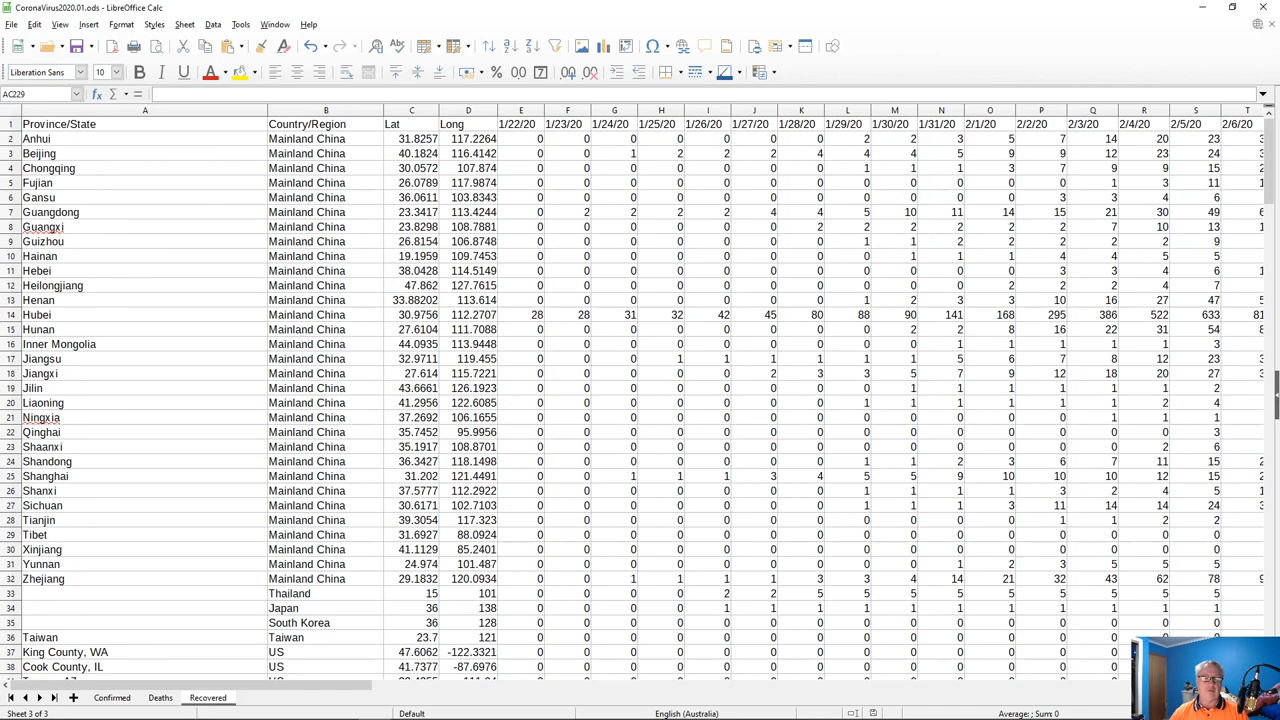 CoronaVirus2020.01.ods - LibreOffice Calc
File Edit View Insert Format Styles Sheet Data Tools Window Help
Liberation Sans 10
AC229
A B C D E F G H I J K L M N O P Q R S T
1 Province/State Country/Region Lat Long 1/22/20 1/23/20 1/24/20 1/25/20 1/26/20 1/27/20 1/28/20 1/29/20 1/30/20 1/31/20 2/1/20 2/2/20 2/3/20 2/4/20 2/5/20 2/6/20
2 Anhui Mainland China 31.8257 117.2264 0 0 0 0 0 0 0 2 2 3 5 7 14 20 23
3 Beijing Mainland China 40.1824 116.4142 0 0 1 2 2 2 4 4 4 5 9 9 12 23 24
4 Chongqing Mainland China 30.0572 107.874 0 0 0 0 0 0 0 1 1 1 3 7 9 9 15
5 Fujian Mainland China 26.0789 117.9874 0 0 0 0 0 0 0 0 0 0 0 0 1 3 11
6 Gansu Mainland China 36.0611 103.8343 0 0 0 0 0 0 0 0 0 0 0 3 3 4 6
7 Guangdong Mainland China 23.3417 113.4244 0 2 2 2 2 4 4 5 10 11 14 15 21 30 49
8 Guangxi Mainland China 23.8298 108.7881 0 0 0 0 0 0 2 2 2 2 2 2 7 10 13
9 Guizhou Mainland China 26.8154 106.8748 0 0 0 0 0 0 0 1 1 2 2 2 2 2 9
10 Hainan Mainland China 19.1959 109.7453 0 0 0 0 0 0 0 0 1 1 1 4 4 5 5
11 Hebei Mainland China 38.0428 114.5149 0 0 0 0 0 0 0 0 0 0 0 3 3 4 6
12 Heilongjiang Mainland China 47.862 127.7615 0 0 0 0 0 0 0 0 0 0 2 2 2 4 7
13 Henan Mainland China 33.88202 113.614 0 0 0 0 0 0 0 1 2 3 3 10 16 27 47
14 Hubei Mainland China 30.9756 112.2707 28 28 31 32 42 45 80 88 90 141 168 295 386 522 633
15 Hunan Mainland China 27.6104 111.7088 0 0 0 0 0 0 0 0 2 2 8 16 22 31 54
16 Inner Mongolia Mainland China 44.0935 113.9448 0 0 0 0 0 0 0 0 0 1 1 1 1 1 3
17 Jiangsu Mainland China 32.9711 119.455 0 0 0 1 1 1 1 1 1 5 6 7 8 12 23
18 Jiangxi Mainland China 27.614 115.7221 0 0 0 0 0 2 3 3 5 7 9 12 18 20 27
19 Jilin Mainland China 43.6661 126.1923 0 0 0 0 0 0 0 0 1 1 1 1 1 1 2
20 Liaoning Mainland China 41.2956 122.6085 0 0 0 0 0 0 0 1 1 1 1 1 1 2 4
21 Ningxia Mainland China 37.2692 106.1655 0 0 0 0 0 0 0 0 0 0 0 0 1 1 1
22 Qinghai Mainland China 35.7452 95.9956 0 0 0 0 0 0 0 0 0 0 0 0 0 0 3
23 Shaanxi Mainland China 35.1917 108.8701 0 0 0 0 0 0 0 0 0 0 0 0 0 2 6
24 Shandong Mainland China 36.3427 118.1498 0 0 0 0 0 0 0 1 1 2 3 6 7 11 15
25 Shanghai Mainland China 31.202 121.4491 0 0 1 1 1 3 4 5 5 9 10 10 10 12 15
26 Shanxi Mainland China 37.5777 112.2922 0 0 0 0 0 0 0 1 1 1 1 3 2 4 5
27 Sichuan Mainland China 30.6171 102.7103 0 0 0 0 0 0 0 1 1 1 3 11 14 14 24
28 Tianjin Mainland China 39.3054 117.323 0 0 0 0 0 0 0 0 0 0 0 1 1 2 2
29 Tibet Mainland China 31.6927 88.0924 0 0 0 0 0 0 0 0 0 0 0 0 0 0 0
30 Xinjiang Mainland China 41.1129 85.2401 0 0 0 0 0 0 0 0 0 0 0 0 0 0 0
31 Yunnan Mainland China 24.974 101.487 0 0 0 0 0 0 0 0 0 1 2 3 5 5 5
32 Zhejiang Mainland China 29.1832 120.0934 0 0 1 1 1 1 3 3 4 14 21 32 43 62 78
33 Thailand 15 101 0 0 0 0 2 2 5 5 5 5 5 5 5 5 5
34 Japan 36 138 0 0 0 0 1 1 1 1 1 1 1 1 1 1 1
35 South Korea 36 128 0 0 0 0 0 0 0 0 0 0 0 0 0 0 0
36 Taiwan Taiwan 23.7 121 0 0 0 0 0 0 0 0 0 0 0 0 0 0
37 King County, WA US 47.6062 -122.3321 0 0 0 0 0 0 0 0 0 0 0 0 0
38 Cook County, IL US 41.7377 -87.6976 0 0 0 0 0 0 0 0 0 0 0 0 0
Confirmed Deaths Recovered
Sheet 3 of 3 Default English (Australia) Average: ; Sum: 0